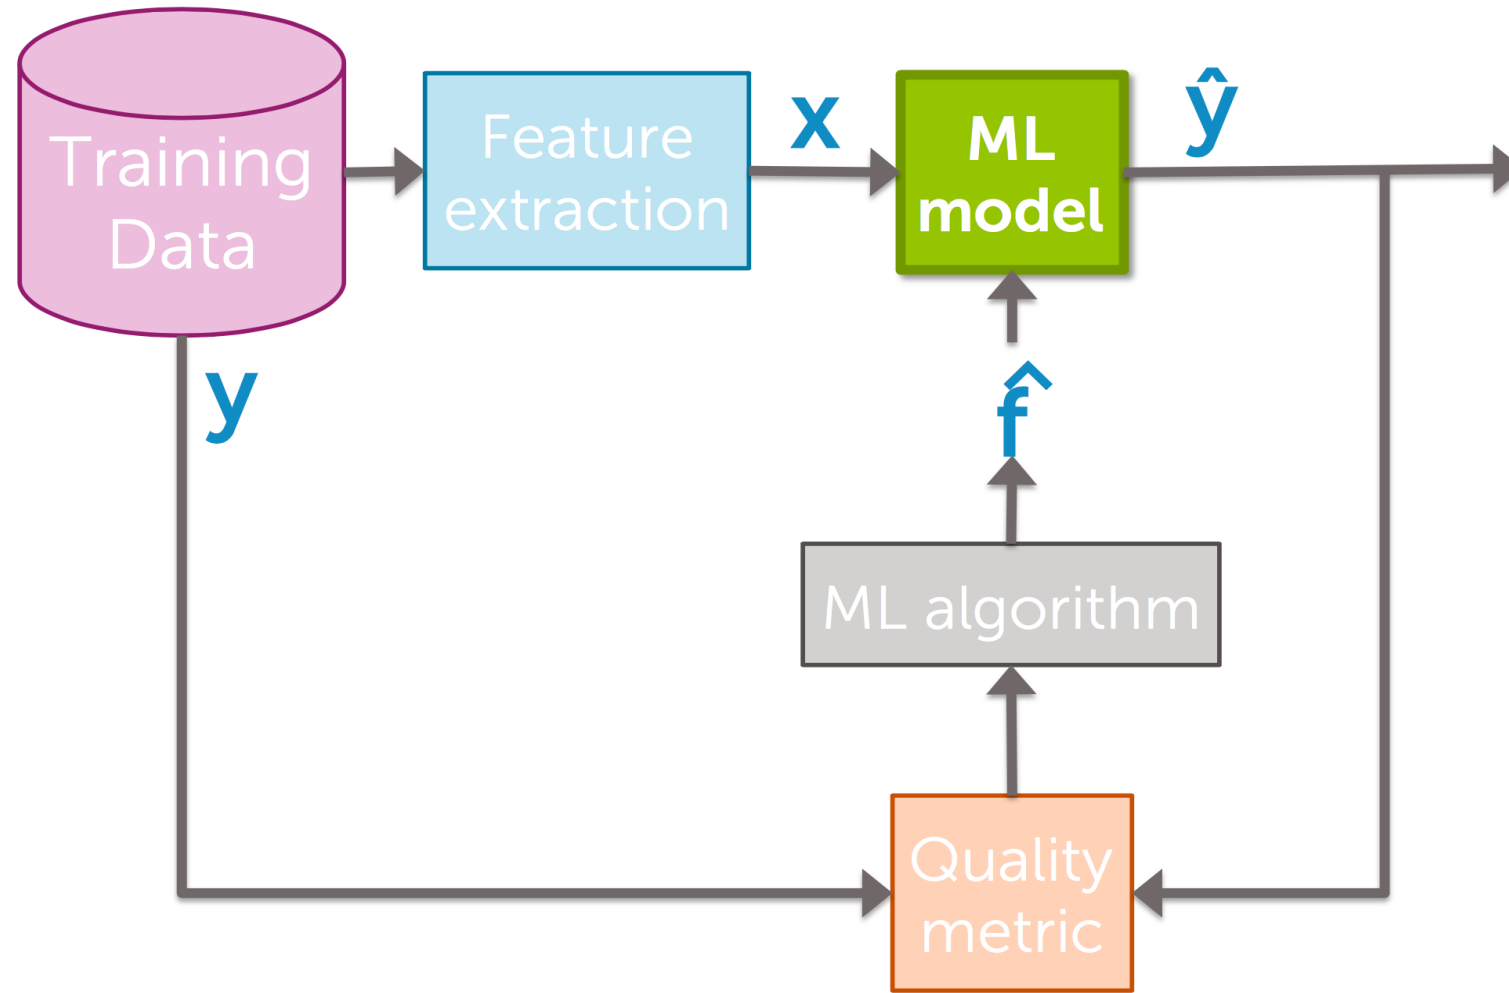 Training
Data
Feature
extraction
x
ML
model
ŷ
y
f̂
ML algorithm
Quality
metric